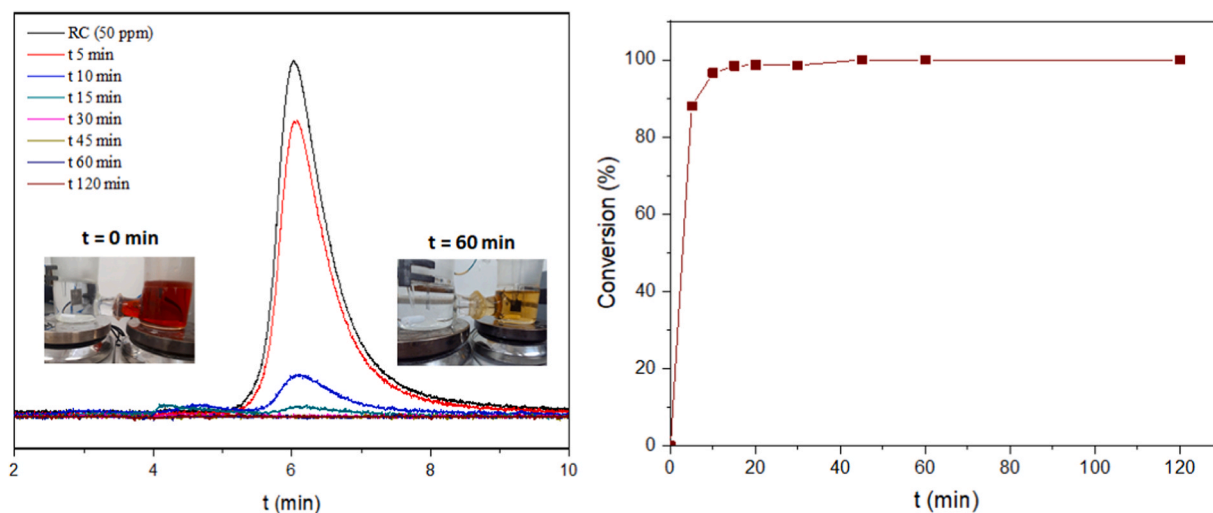 RC (50 ppm)
t 5 min
t 10 min
t 15 min
t 30 min
t 45 min
t 60 min
t 120 min
t = 0 min
t = 60 min
2
4
6
8
10
t (min)
Conversion (%)
100
80
60
40
20
0
0
20
40
60
80
100
120
t (min)